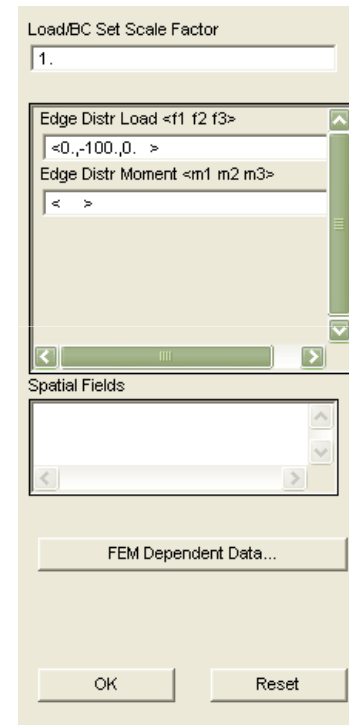 Load/BC Set Scale Factor
1.
Edge Distr Load <f1 f2 f3>
<0.,-100.,0. >
Edge Distr Moment <m1 m2 m3>
< >
Spatial Fields
FEM Dependent Data...
OK Reset